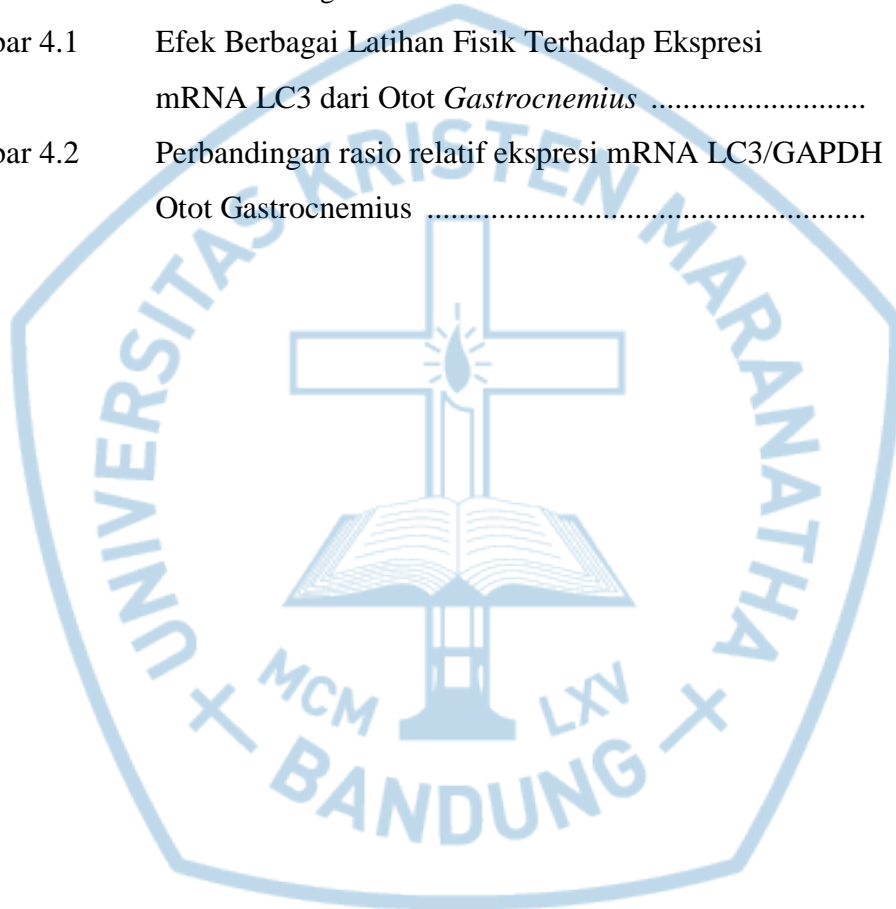 bar 4.1 Efek Berbagai Latihan Fisik Terhadap Ekspresi
mRNA LC3 dari Otot Gastrocnemius ...........................
bar 4.2 Perbandingan rasio relatif ekspresi mRNA LC3/GAPDH
Otot Gastrocnemius .......................................................
UNIVERSITAS KRISTEN MARANATHA
MCM LXV
BANDUNG